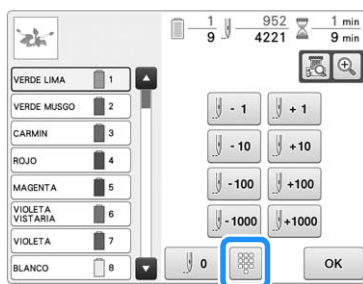 1
9
952
4221
1 min
9 min
VERDE LIMA 1
VERDE MUSGO 2
CARMIN 3
ROJO 4
MAGENTA 5
VIOLETA
VISTARIA 6
VIOLETA 7
BLANCO 8
- 1
+ 1
- 10
+10
-100
+100
-1000
+1000
0
OK